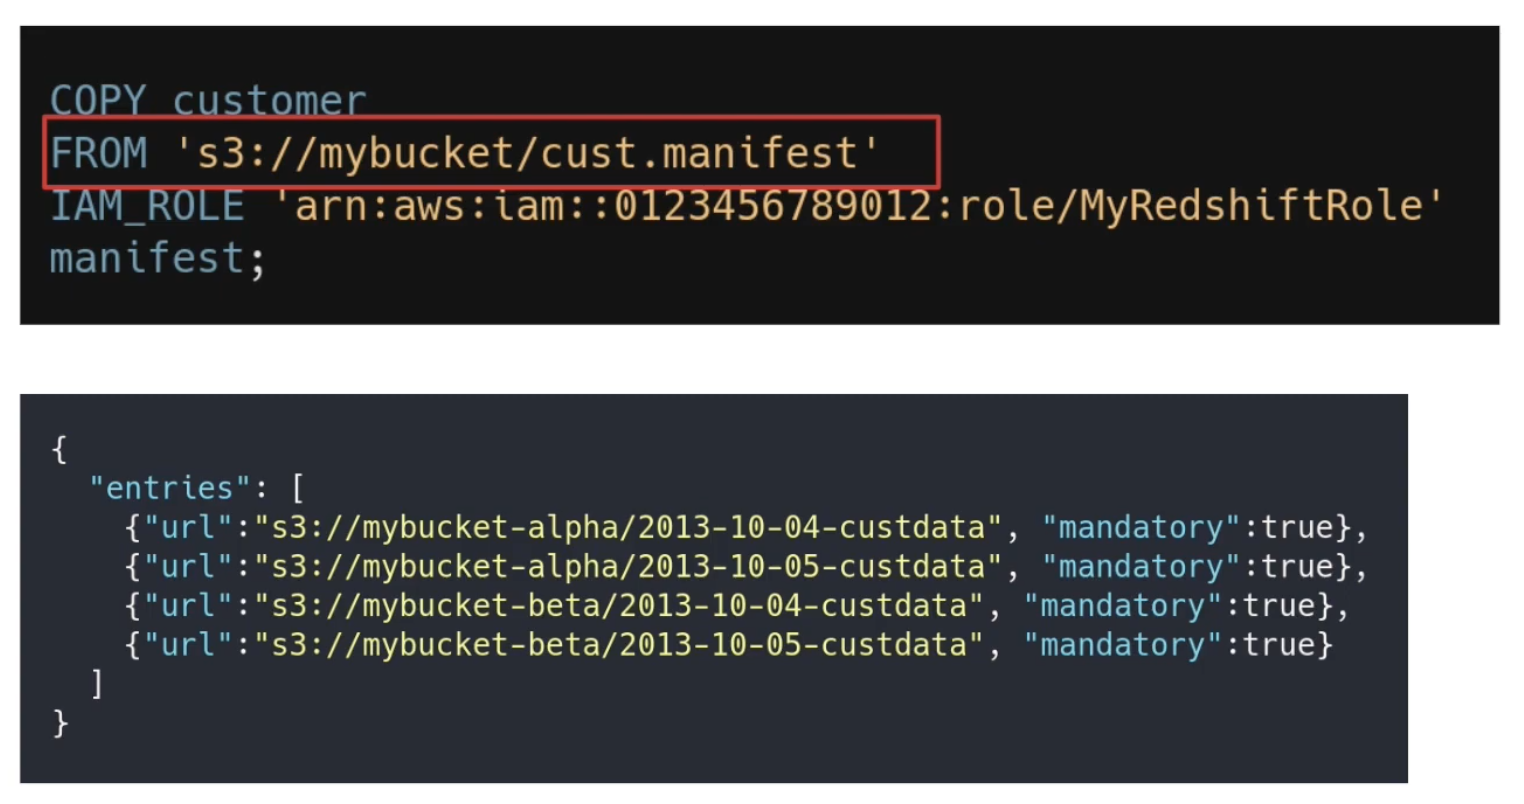 COPY customer
FROM 's3://mybucket/cust.manifest'
IAM_ROLE 'arn:aws:iam::0123456789012:role/MyRedshiftRole'
manifest;
{
"entries": [
{"url":"s3://mybucket-alpha/2013-10-04-custdata", "mandatory":true},
{"url":"s3://mybucket-alpha/2013-10-05-custdata", "mandatory":true},
{"url":"s3://mybucket-beta/2013-10-04-custdata", "mandatory":true},
{"url":"s3://mybucket-beta/2013-10-05-custdata", "mandatory":true}
]
}